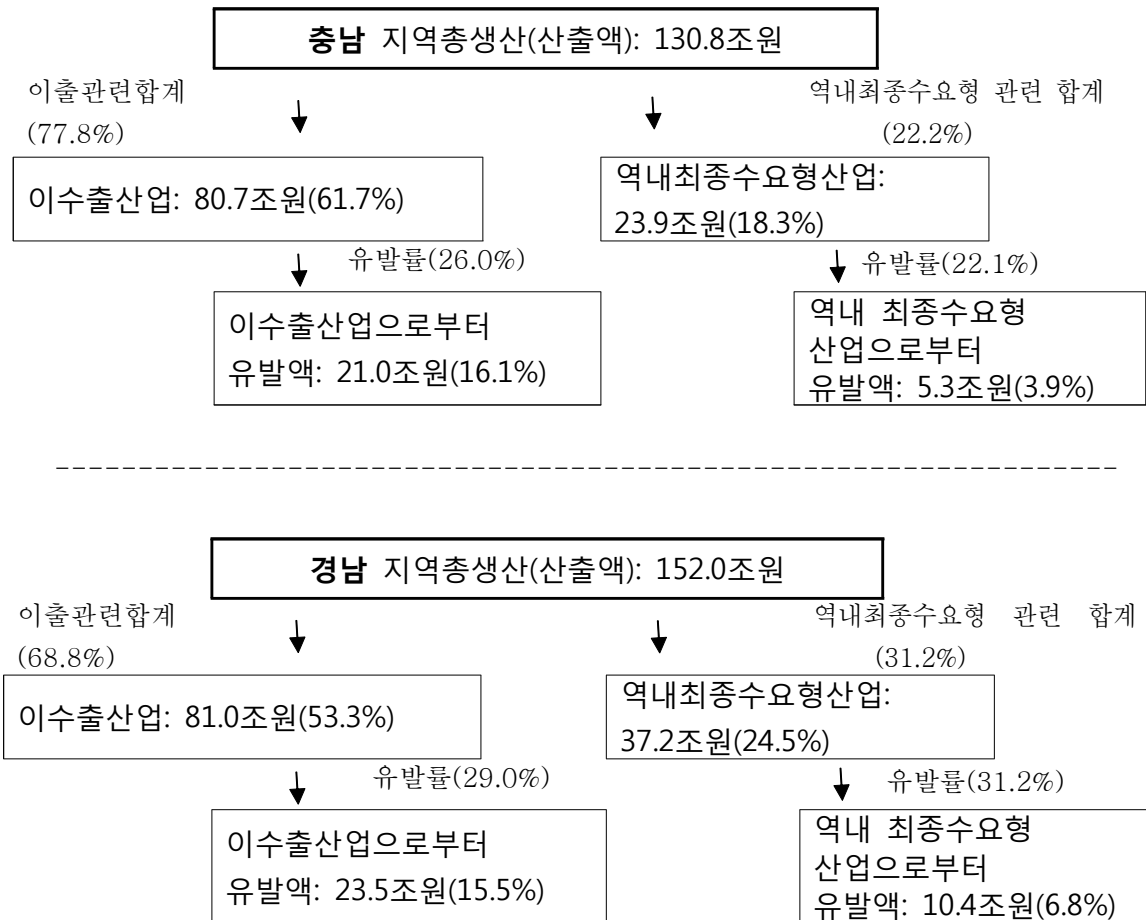 충남 지역총생산(산출액): 130.8조원
이출관련합계
(77.8%)
역내최종수요형 관련 합계
(22.2%)
이수출산업: 80.7조원(61.7%)
역내최종수요형산업:
23.9조원(18.3%)
유발률(26.0%)
유발률(22.1%)
이수출산업으로부터
유발액: 21.0조원(16.1%)
역내 최종수요형
산업으로부터
유발액: 5.3조원(3.9%)
경남 지역총생산(산출액): 152.0조원
이출관련합계
(68.8%)
역내최종수요형 관련 합계
(31.2%)
이수출산업: 81.0조원(53.3%)
역내최종수요형산업:
37.2조원(24.5%)
유발률(29.0%)
유발률(31.2%)
이수출산업으로부터
유발액: 23.5조원(15.5%)
역내 최종수요형
산업으로부터
유발액: 10.4조원(6.8%)